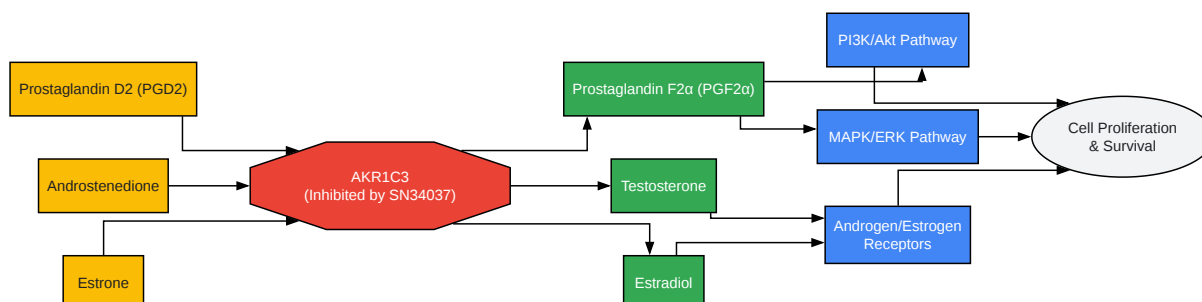 PI3K/Akt Pathway
Prostaglandin D2 (PGD2)
Prostaglandin F2α (PGF2α)
MAPK/ERK Pathway
Cell Proliferation
& Survival
Androstenedione
AKR1C3
(Inhibited by SN34037)
Testosterone
Androgen/Estrogen
Receptors
Estrone
Estradiol